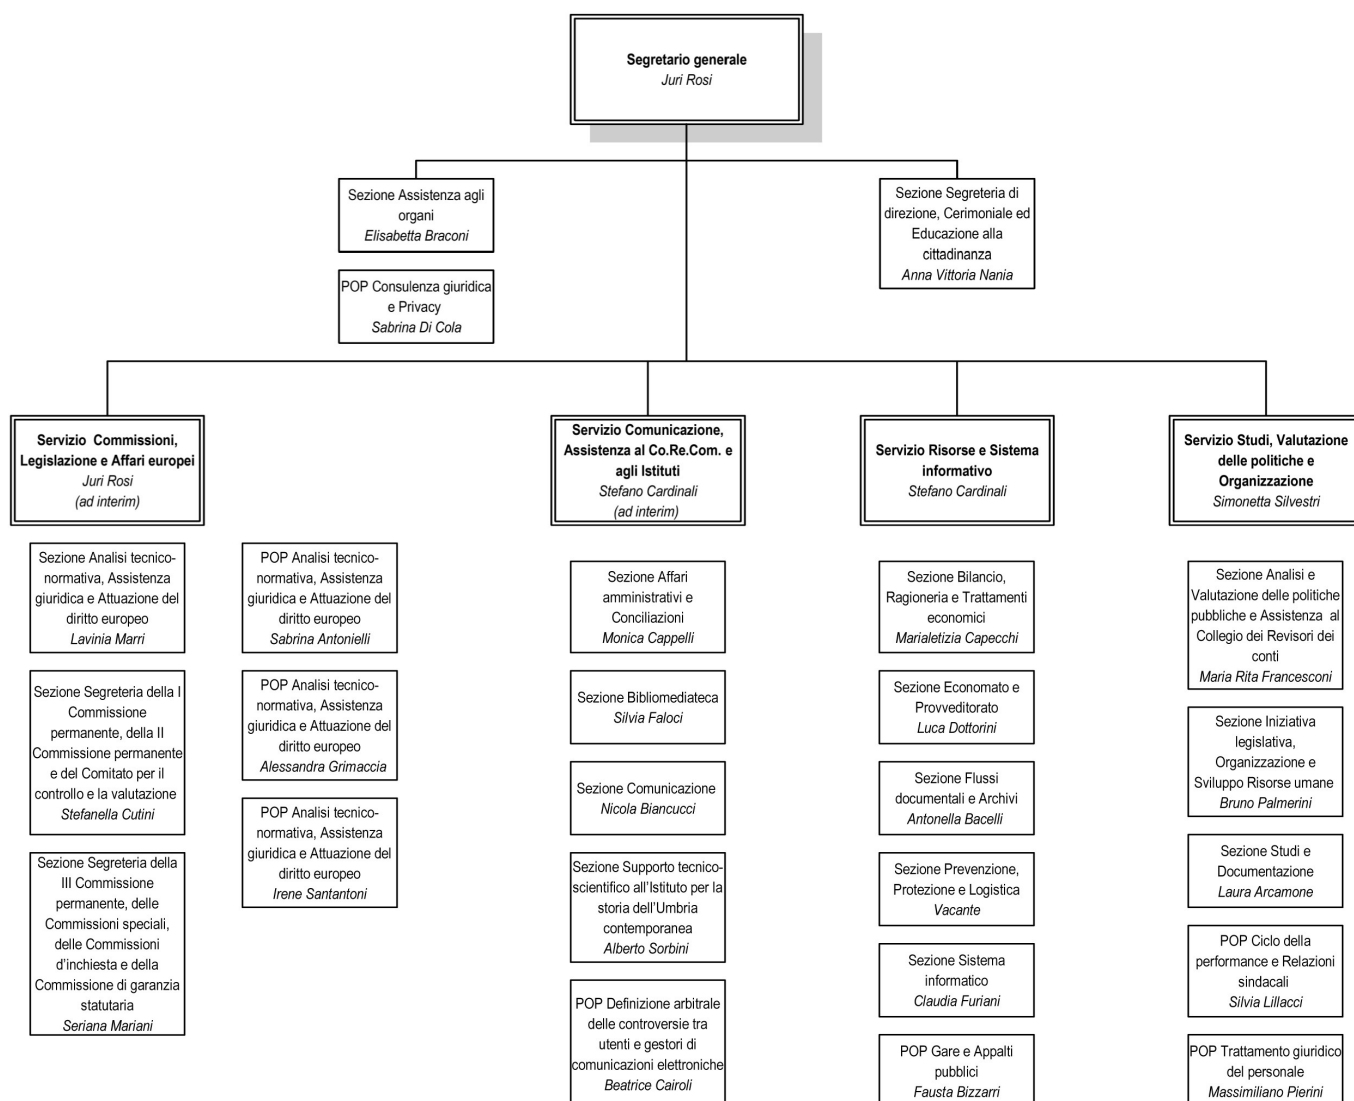 Segretario generale
Juri Rosi
Sezione Assistenza agli
organi
Elisabetta Braconi
POP Consulenza giuridica
e Privacy
Sabrina Di Cola
Sezione Segreteria di
direzione, Cerimoniale ed
Educazione alla
cittadinanza
Anna Vittoria Nania
Servizio Commissioni,
Legislazione e Affari europei
Juri Rosi
(ad interim)
Sezione Analisi tecnico-
normativa, Assistenza
giuridica e Attuazione del
diritto europeo
Lavinia Marri
Sezione Segreteria della I
Commissione
permanente, della II
Commissione permanente
e del Comitato per il
controllo e la valutazione
Stefanella Cutini
Sezione Segreteria della
III Commissione
permanente, delle
Commissioni speciali,
delle Commissioni
d'inchiesta e della
Commissione di garanzia
statutaria
Seriana Mariani
POP Analisi tecnico-
normativa, Assistenza
giuridica e Attuazione del
diritto europeo
Sabrina Antonielli
POP Analisi tecnico-
normativa, Assistenza
giuridica e Attuazione del
diritto europeo
Alessandra Grimaccia
POP Analisi tecnico-
normativa, Assistenza
giuridica e Attuazione del
diritto europeo
Irene Santantoni
Servizio Comunicazione,
Assistenza al Co.Re.Com. e
agli Istituti
Stefano Cardinali
(ad interim)
Sezione Affari
amministrativi e
Conciliazioni
Monica Cappelli
Sezione Bibliomediateca
Silvia Faloci
Sezione Comunicazione
Nicola Biancucci
Sezione Supporto tecnico-
scientifico all'Istituto per la
storia dell'Umbria
contemporanea
Alberto Sorbini
POP Definizione arbitrale
delle controversie tra
utenti e gestori di
comunicazioni elettroniche
Beatrice Cairoli
Servizio Risorse e Sistema
informativo
Stefano Cardinali
Sezione Bilancio,
Ragioneria e Trattamenti
economici
Marialetizia Capecchi
Sezione Economato e
Provveditorato
Luca Dottorini
Sezione Flussi
documentali e Archivi
Antonella Bacelli
Sezione Prevenzione,
Protezione e Logistica
Vacante
Sezione Sistema
informatico
Claudia Furiani
POP Gare e Appalti
pubblici
Fausta Bizzarri
Servizio Studi, Valutazione
delle politiche e
Organizzazione
Simonetta Silvestri
Sezione Analisi e
Valutazione delle politiche
pubbliche e Assistenza al
Collegio dei Revisori dei
conti
Maria Rita Francesconi
Sezione Iniziativa
legislativa,
Organizzazione e
Sviluppo Risorse umane
Bruno Palmerini
Sezione Studi e
Documentazione
Laura Arcamone
POP Ciclo della
performance e Relazioni
sindacali
Silvia Lillacci
POP Trattamento giuridico
del personale
Massimiliano Pierini